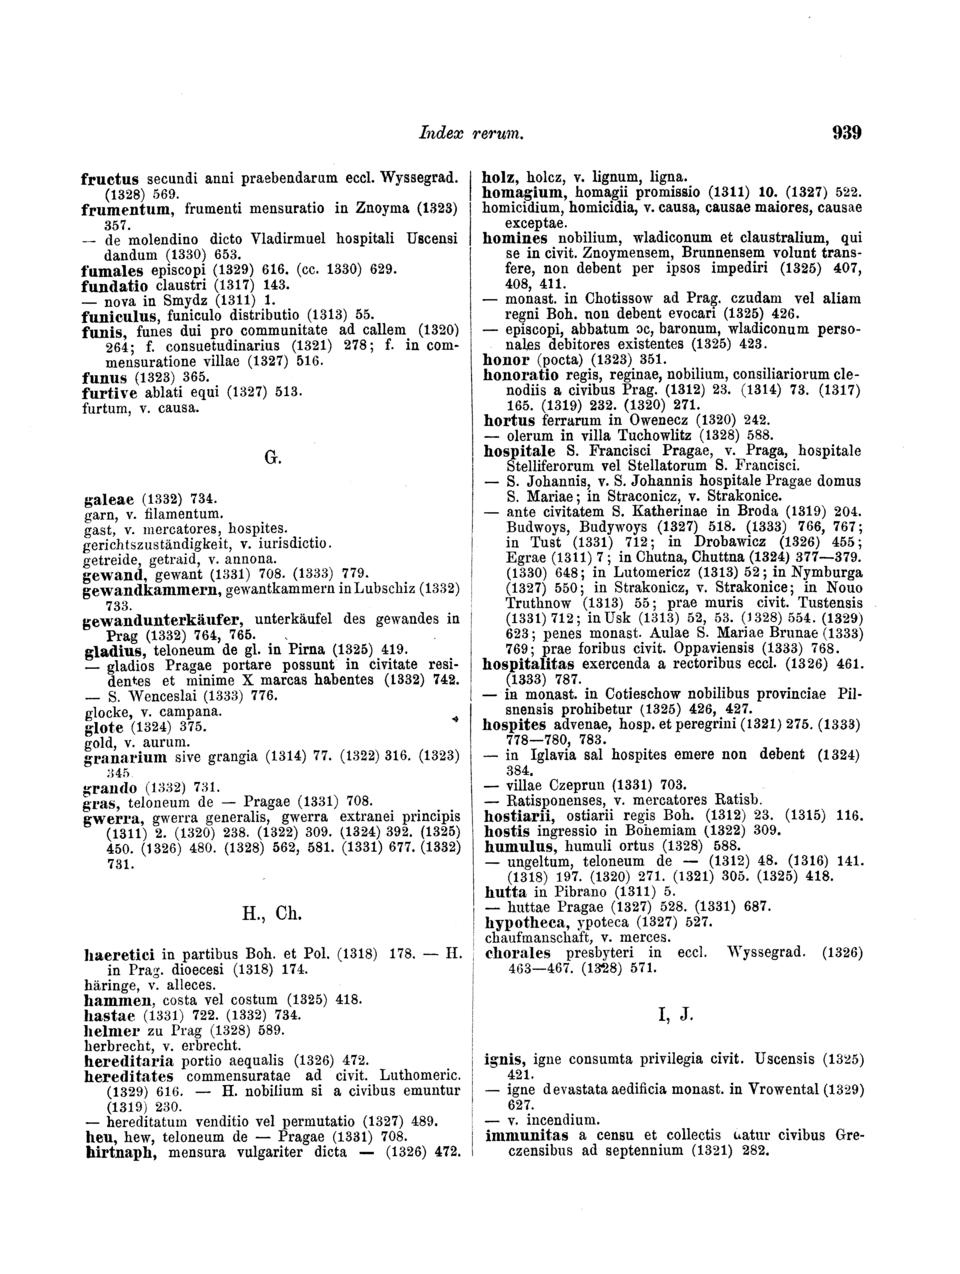 Index rerum.
939
fructus secundi anni praebendarum eccl. Wyssegrad.
(1328) 569.
frumentum, frumenti mensuratio in Znoyma (1323)
357.
— de molendino dicto Vladirmuel hospitali Uscensi
dandum (1330) 653.
fumales episcopi (1329) 616. (cc. 1330) 629.
fundatio claustri (1317) 143.
— nova in Smydz (1311) 1.
funiculus, funiculo distributio (1313) 55.
funis, funes dui pro communitate ad callem (1320)
264; f. consuetudinarius (1321) 278; f. in com-
mensuratione villae (1327) 516.
funus (1323) 365.
furtive ablati equi (1327) 513.
furtum, v. causa.
G.
galeae (1332) 734.
garn, v. filamentum.
gast, v. mercatores, hospites.
gerichtszuständigkeit, v. iurisdictio.
getreide, getraid, v. annona.
gewand, gewant (1331) 708. (1333) 779.
gewandkammern, gewantkammern in Lubschiz (1332)
733.
gewandunterkäufer, unterkäufel des gewandes in
Prag (1332) 764, 765.
gladius, teloneum de gl. in Pirna (1325) 419.
— gladios Pragae portare possunt in civitate resi-
dentes et minime X marcas habentes (1332) 742.
— S. Wenceslai (1333) 776.
glocke, v. campana.
glote (1324) 375.
gold, v. aurum.
granarium sive grangia (1314) 77. (1322) 316. (1323)
345
grando (1332) 731.
gras, teloneum de — Pragae (1331) 708.
gwerra, gwerra generalis, gwerra extranei principis
(1311) 2. (1320) 238. (1322) 309. (1324) 392. (1325)
450. (1326) 480. (1328) 562, 581. (1331) 677. (1332)
731.
H., Ch.
haeretici in partibus Boh. et Pol. (1318) 178. — H.
in Prag. dioecesi (1318) 174.
häringe, v. alleces.
hammen, costa vel costum (1325) 418.
hastae (1331) 722. (1332) 734.
helmer zu Prag (1328) 589.
herbrecht, v. erbrecht.
hereditaria portio aequalis (1326) 472.
hereditates commensuratae ad civit. Luthomeric.
(1329) 616. — H. nobilium si a civibus emuntur
(1319) 230.
— hereditatum venditio vel permutatio (1327) 489.
heu, hew, teloneum de — Pragae (1331) 708.
hirtnaph, mensura vulgariter dicta — (1326) 472.
holz, holcz, v. lignum, ligna.
homagium, homagii promissio (1311) 10. (1327) 522.
homicidium, homicidia, v. causa, causae maiores, causae
exceptae.
homines nobilium, wladiconum et claustralium, qui
se in civit. Znoymensem, Brunnensem volunt trans-
fere, non debent per ipsos impediri (1325) 407,
408, 411.
— monast. in Chotissow ad Prag. czudam vel aliam
regni Boh. non debent evocari (1325) 426.
— episcopi, abbatum ac, baronum, wladiconum perso-
nales debitores existentes (1325) 423.
honor (pocta) (1323) 351.
honoratio regis, reginae, nobilium, consiliariorum cle-
nodiis a civibus Prag. (1312) 23. (1314) 73. (1317)
165. (1319) 232. (1320) 271.
hortus ferrarum in Owenecz (1320) 242.
— olerum in villa Tuchowlitz (1328) 588.
hospitale S. Francisci Pragae, v. Praga, hospitale
Stelliferorum vel Stellatorum S. Francisci.
— S. Johannis, v. S. Johannis hospitale Pragae domus
S. Mariae; in Straconicz, v. Strakonice.
— ante civitatem S. Katherinae in Broda (1319) 204.
Budwoys, Budywoys (1327) 518. (1333) 766, 767;
in Tust (1331) 712; in Drobawicz (1326) 455;
Egrae (1311) 7; in Chutna, Chuttna (1324) 377—379.
(1330) 648; in Lutomericz (1313) 52; in Nymburga
(1327) 550; in Strakonicz, v. Strakonice; in Nouo
Truthnow (1313) 55; prae muris civit. Tustensis
(1331) 712; in Usk (1313) 52, 53. (1328) 554. (1329)
623; penes monast. Aulae S. Mariae Brunae (1333)
769; prae foribus civit. Oppaviensis (1333) 768.
hospitalitas exercenda a rectoribus eccl. (1326) 461.
(1333) 787.
— in monast. in Cotieschow nobilibus provinciae Pil-
snensis prohibetur (1325) 426, 427.
hospites advenae, hosp. et peregrini (1321) 275. (1333)
778—780, 783.
— in Iglavia sal hospites emere non debent (1324)
384.
— villae Czeprun (1331) 703.
— Ratisponenses, v. mercatores Ratisb.
hostiarii, ostiarii regis Boh. (1312) 23. (1315) 116.
hostis ingressio in Bohemiam (1322) 309.
humulus, humuli ortus (1328) 588.
— ungeltum, teloneum de — (1312) 48. (1316) 141.
(1318) 197. (1320) 271. (1321) 305. (1325) 418.
hutta in Pibrano (1311) 5.
— huttae Pragae (1327) 528. (1331) 687.
hypotheca, ypoteca (1327) 527.
chaufmanschaft, v. merces.
chorales presbyteri in eccl. Wyssegrad. (1326)
463—467. (1328) 571.
I, J.
ignis, igne consumta privilegia civit. Uscensis (1325)
421.
— igne devastata aedificia monast. in Vrowental (1329)
627.
— v. incendium.
immunitas a censu et collectis datur civibus Gre-
czensibus ad septennium (1321) 282.